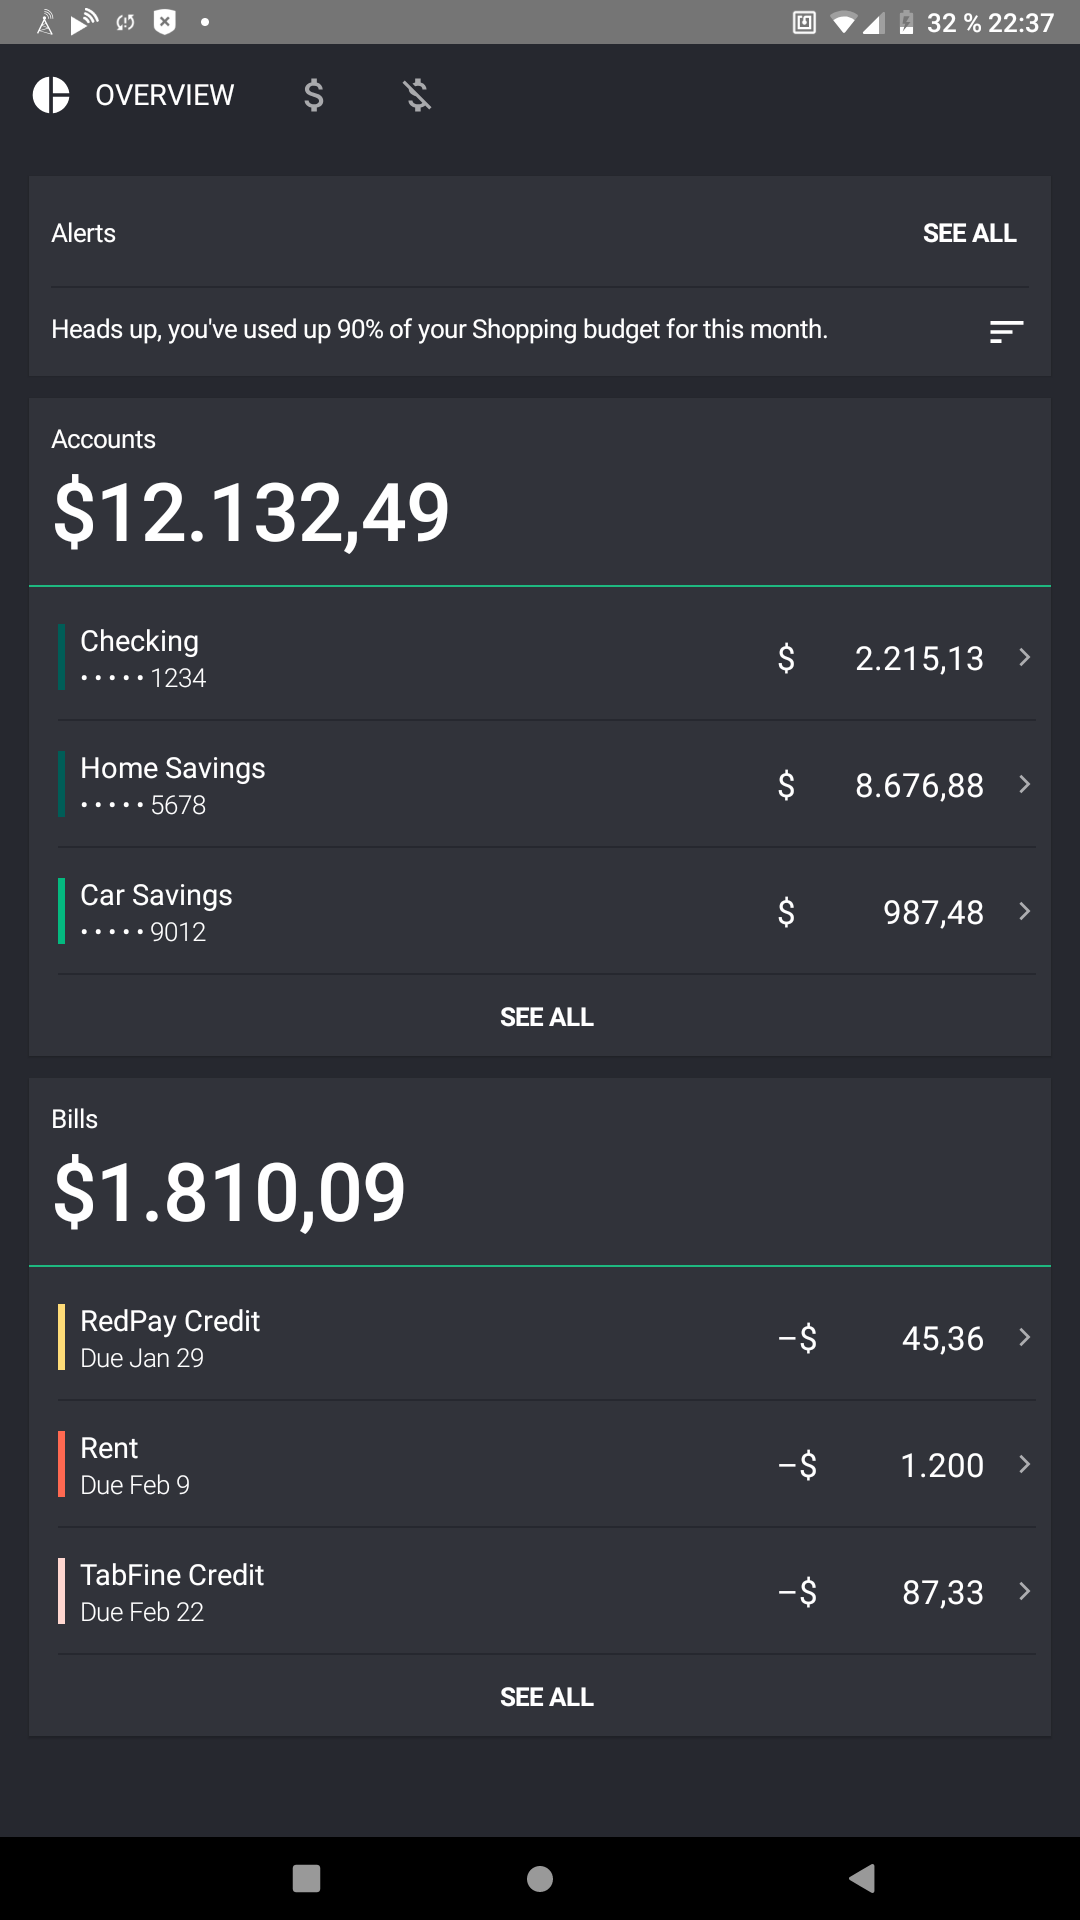 32 % 22:37
OVERVIEW
Alerts SEE ALL
Heads up, you've used up 90% of your Shopping budget for this month.
Accounts
$12.132,49
Checking
••••• 1234
$ 2.215,13
Home Savings
••••• 5678
$ 8.676,88
Car Savings
••••• 9012
$ 987,48
SEE ALL
Bills
$1.810,09
RedPay Credit
Due Jan 29
–$ 45,36
Rent
Due Feb 9
–$ 1.200
TabFine Credit
Due Feb 22
–$ 87,33
SEE ALL